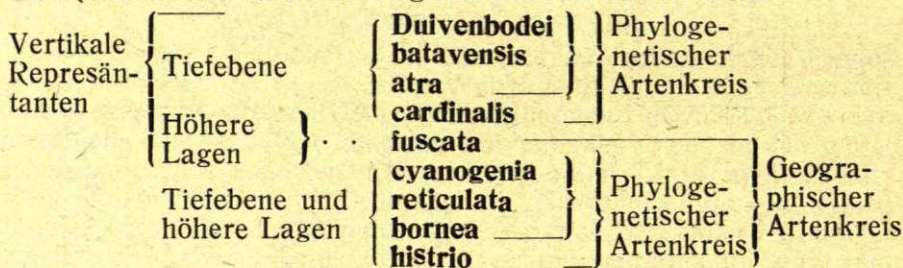 Duivenbodei Phyloge-
Vertikale batavensis netischer
Represän- Tiefebene atra Artenkreis
tanten cardinalis
Höhere fuscata
Lagen cyanogenia Geogra-
Tiefebene und reticulata Phyloge- phischer
höhere Lagen bornea netischer Artenkreis
histrio Artenkreis